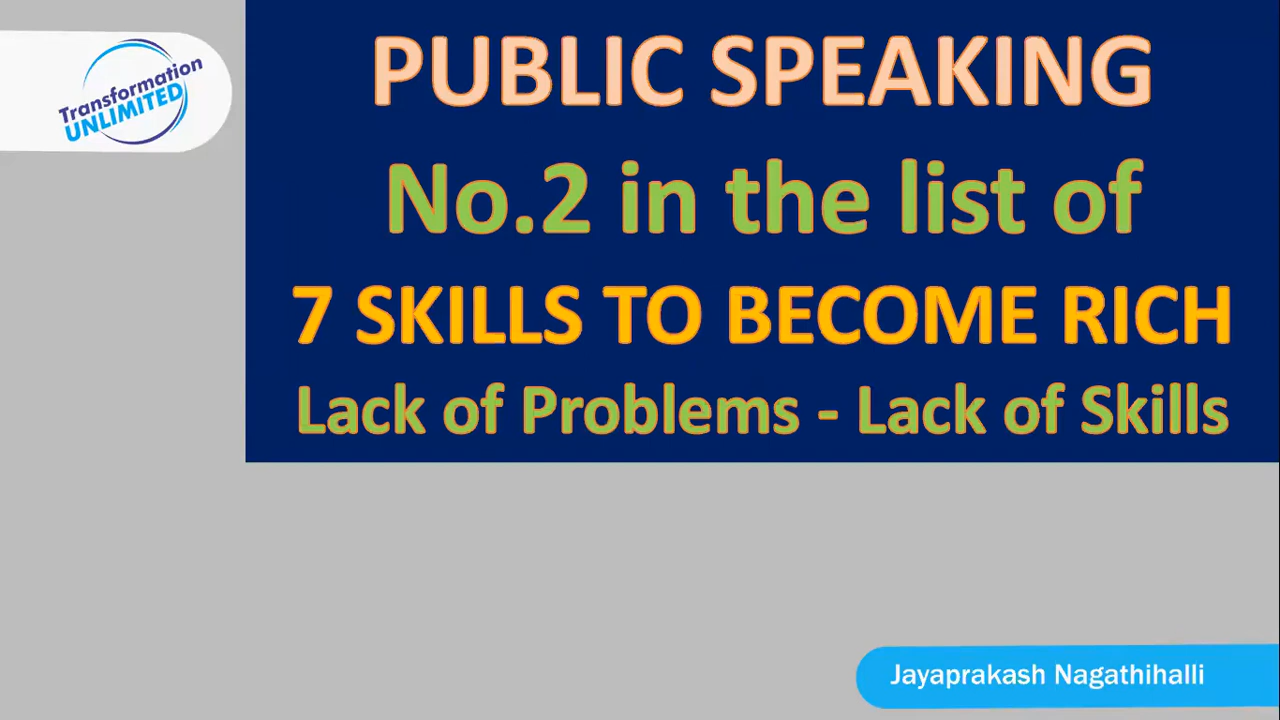 Transformation
UNLIMITED
PUBLIC SPEAKING
No.2 in the list of
7 SKILLS TO BECOME RICH
Lack of Problems - Lack of Skills
Jayaprakash Nagathihalli